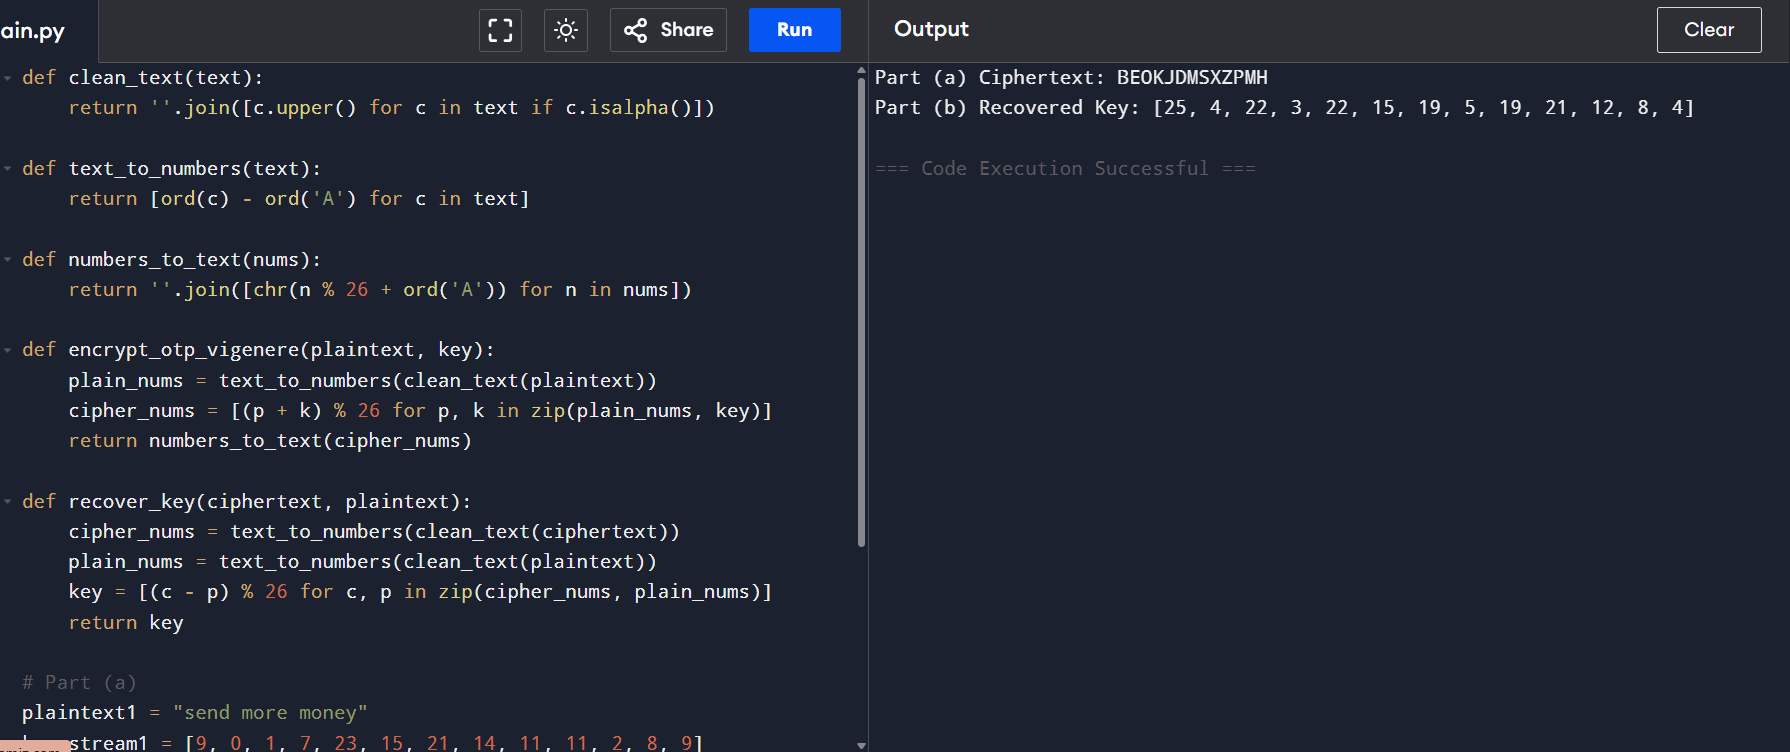 ain.py
Share
Run
Output
Clear
def clean_text(text):
    return ''.join([c.upper() for c in text if c.isalpha()])
def text_to_numbers(text):
    return [ord(c) - ord('A') for c in text]
def numbers_to_text(nums):
    return ''.join([chr(n % 26 + ord('A')) for n in nums])
def encrypt_otp_vigenere(plaintext, key):
    plain_nums = text_to_numbers(clean_text(plaintext))
    cipher_nums = [(p + k) % 26 for p, k in zip(plain_nums, key)]
    return numbers_to_text(cipher_nums)
def recover_key(ciphertext, plaintext):
    cipher_nums = text_to_numbers(clean_text(ciphertext))
    plain_nums = text_to_numbers(clean_text(plaintext))
    key = [(c - p) % 26 for c, p in zip(cipher_nums, plain_nums)]
    return key
# Part (a)
plaintext1 = "send more money"
stream1 = [9, 0, 1, 7, 23, 15, 21, 14, 11, 11, 2, 8, 9]
Part (a) Ciphertext: BEOKJDMSXZPMH
Part (b) Recovered Key: [25, 4, 22, 3, 22, 15, 19, 5, 19, 21, 12, 8, 4]
=== Code Execution Successful ===